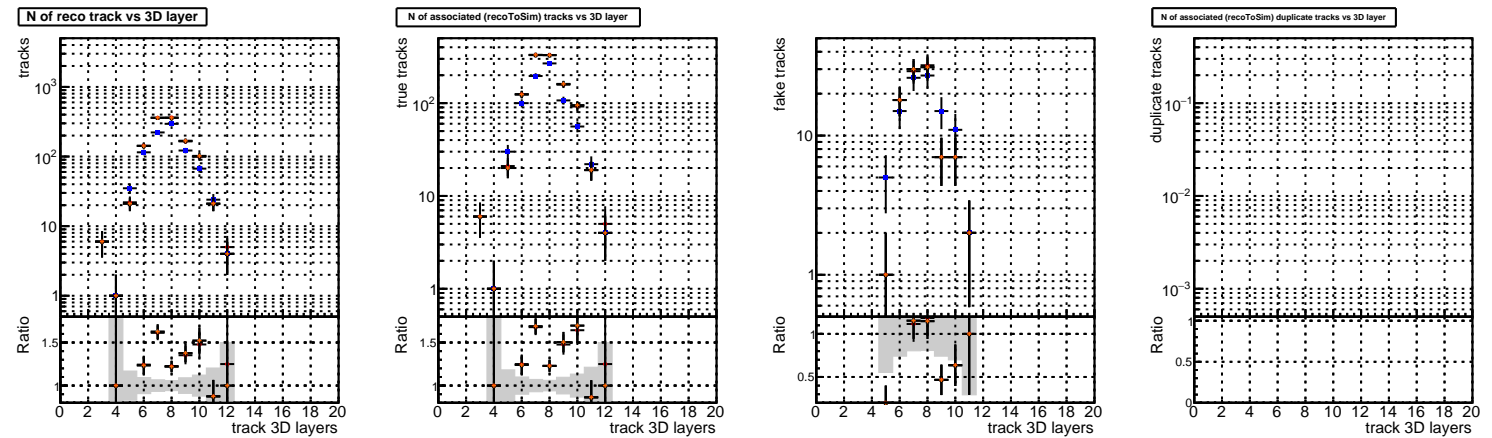 N of reco track vs 3D layer
tracks
10³
10²
10
1
Ratio
1.5
1
0 2 4 6 8 10 12 14 16 18 20
track 3D layers
N of associated (recoToSim) tracks vs 3D layer
true tracks
10²
10
1
Ratio
1.5
1
0 2 4 6 8 10 12 14 16 18 20
track 3D layers
fake tracks
10
1
Ratio
1
0.5
0 2 4 6 8 10 12 14 16 18 20
track 3D layers
N of associated (recoToSim) duplicate tracks vs 3D layer
duplicate tracks
10⁻¹
10⁻²
10⁻³
Ratio
1
0.5
0
0 2 4 6 8 10 12 14 16 18 20
track 3D layers